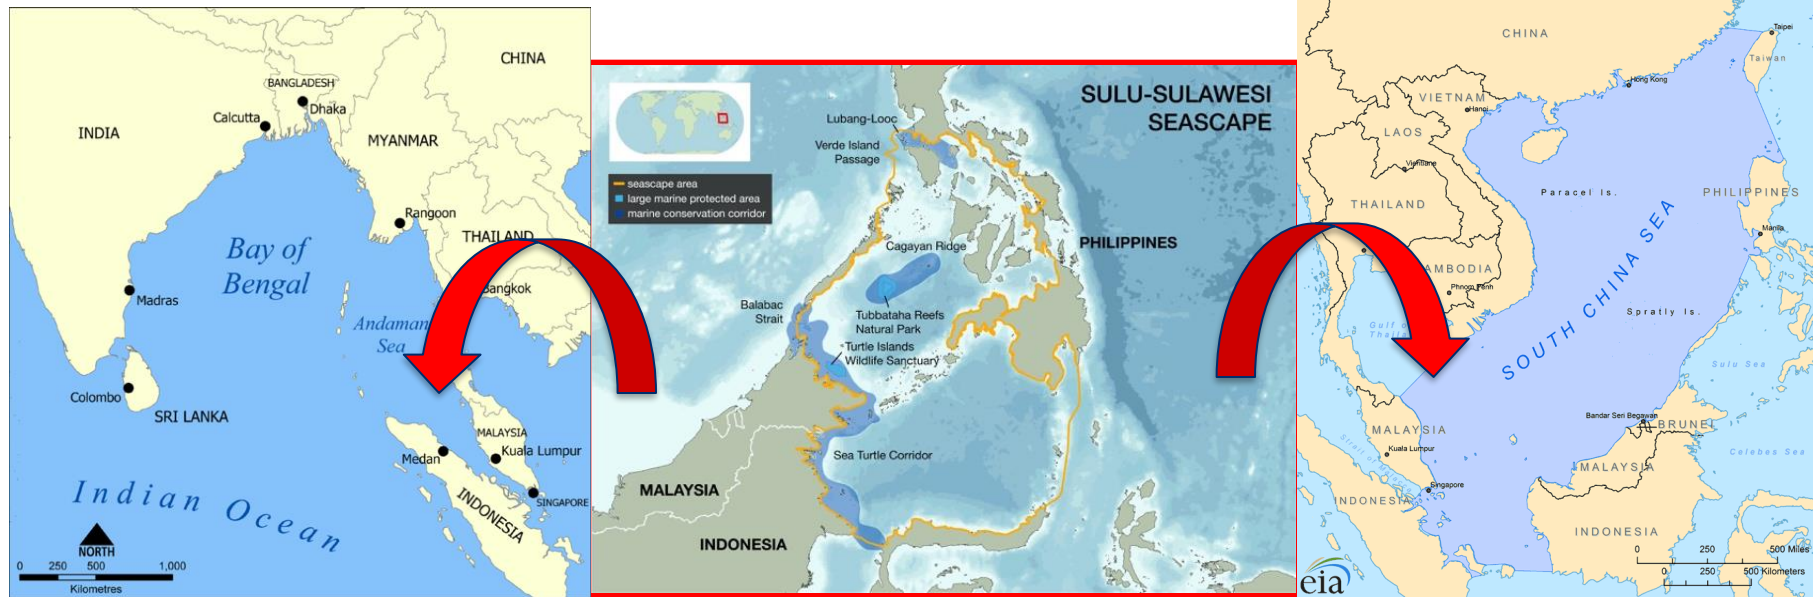 CHINA
BANGLADESH
Dhaka
Calcutta
INDIA
MYANMAR
Rangoon
THAILAND
Bay of
Bengal
Bangkok
Madras
Andaman
Sea
Colombo
SRI LANKA
MALAYSIA
Kuala Lumpur
Medan
SINGAPORE
INDONESIA
Indian Ocean
NORTH
0 250 500 1,000
Kilometres
SULU-SULAWESI
SEASCAPE
Lubang-Looc
Verde Island
Passage
seascape area
large marine protected area
marine conservation corridor
PHILIPPINES
Cagayan Ridge
Balabac
Strait
Tubbataha Reefs
Natural Park
Turtle Islands
Wildlife Sanctuary
Sea Turtle Corridor
MALAYSIA
INDONESIA
CHINA
Taipei
Taiwan
Hong Kong
VIETNAM
Hanoi
LAOS
Vientiane
Paracel Is.
PHILIPPINES
THAILAND
Manila
SOUTH CHINA SEA
AMBODIA
Phnom Penh
Spratly Is.
Gulf o
Thaila
Sulu Sea
Bandar Seri Begawan
BRUNEI
MALAYSIA
Kuala Lumpur
Celebes Sea
MALAYSIA
Singapore
INDONESIA
INDONESIA
0 250 500 Miles
0 250 500 Kilometers
eia